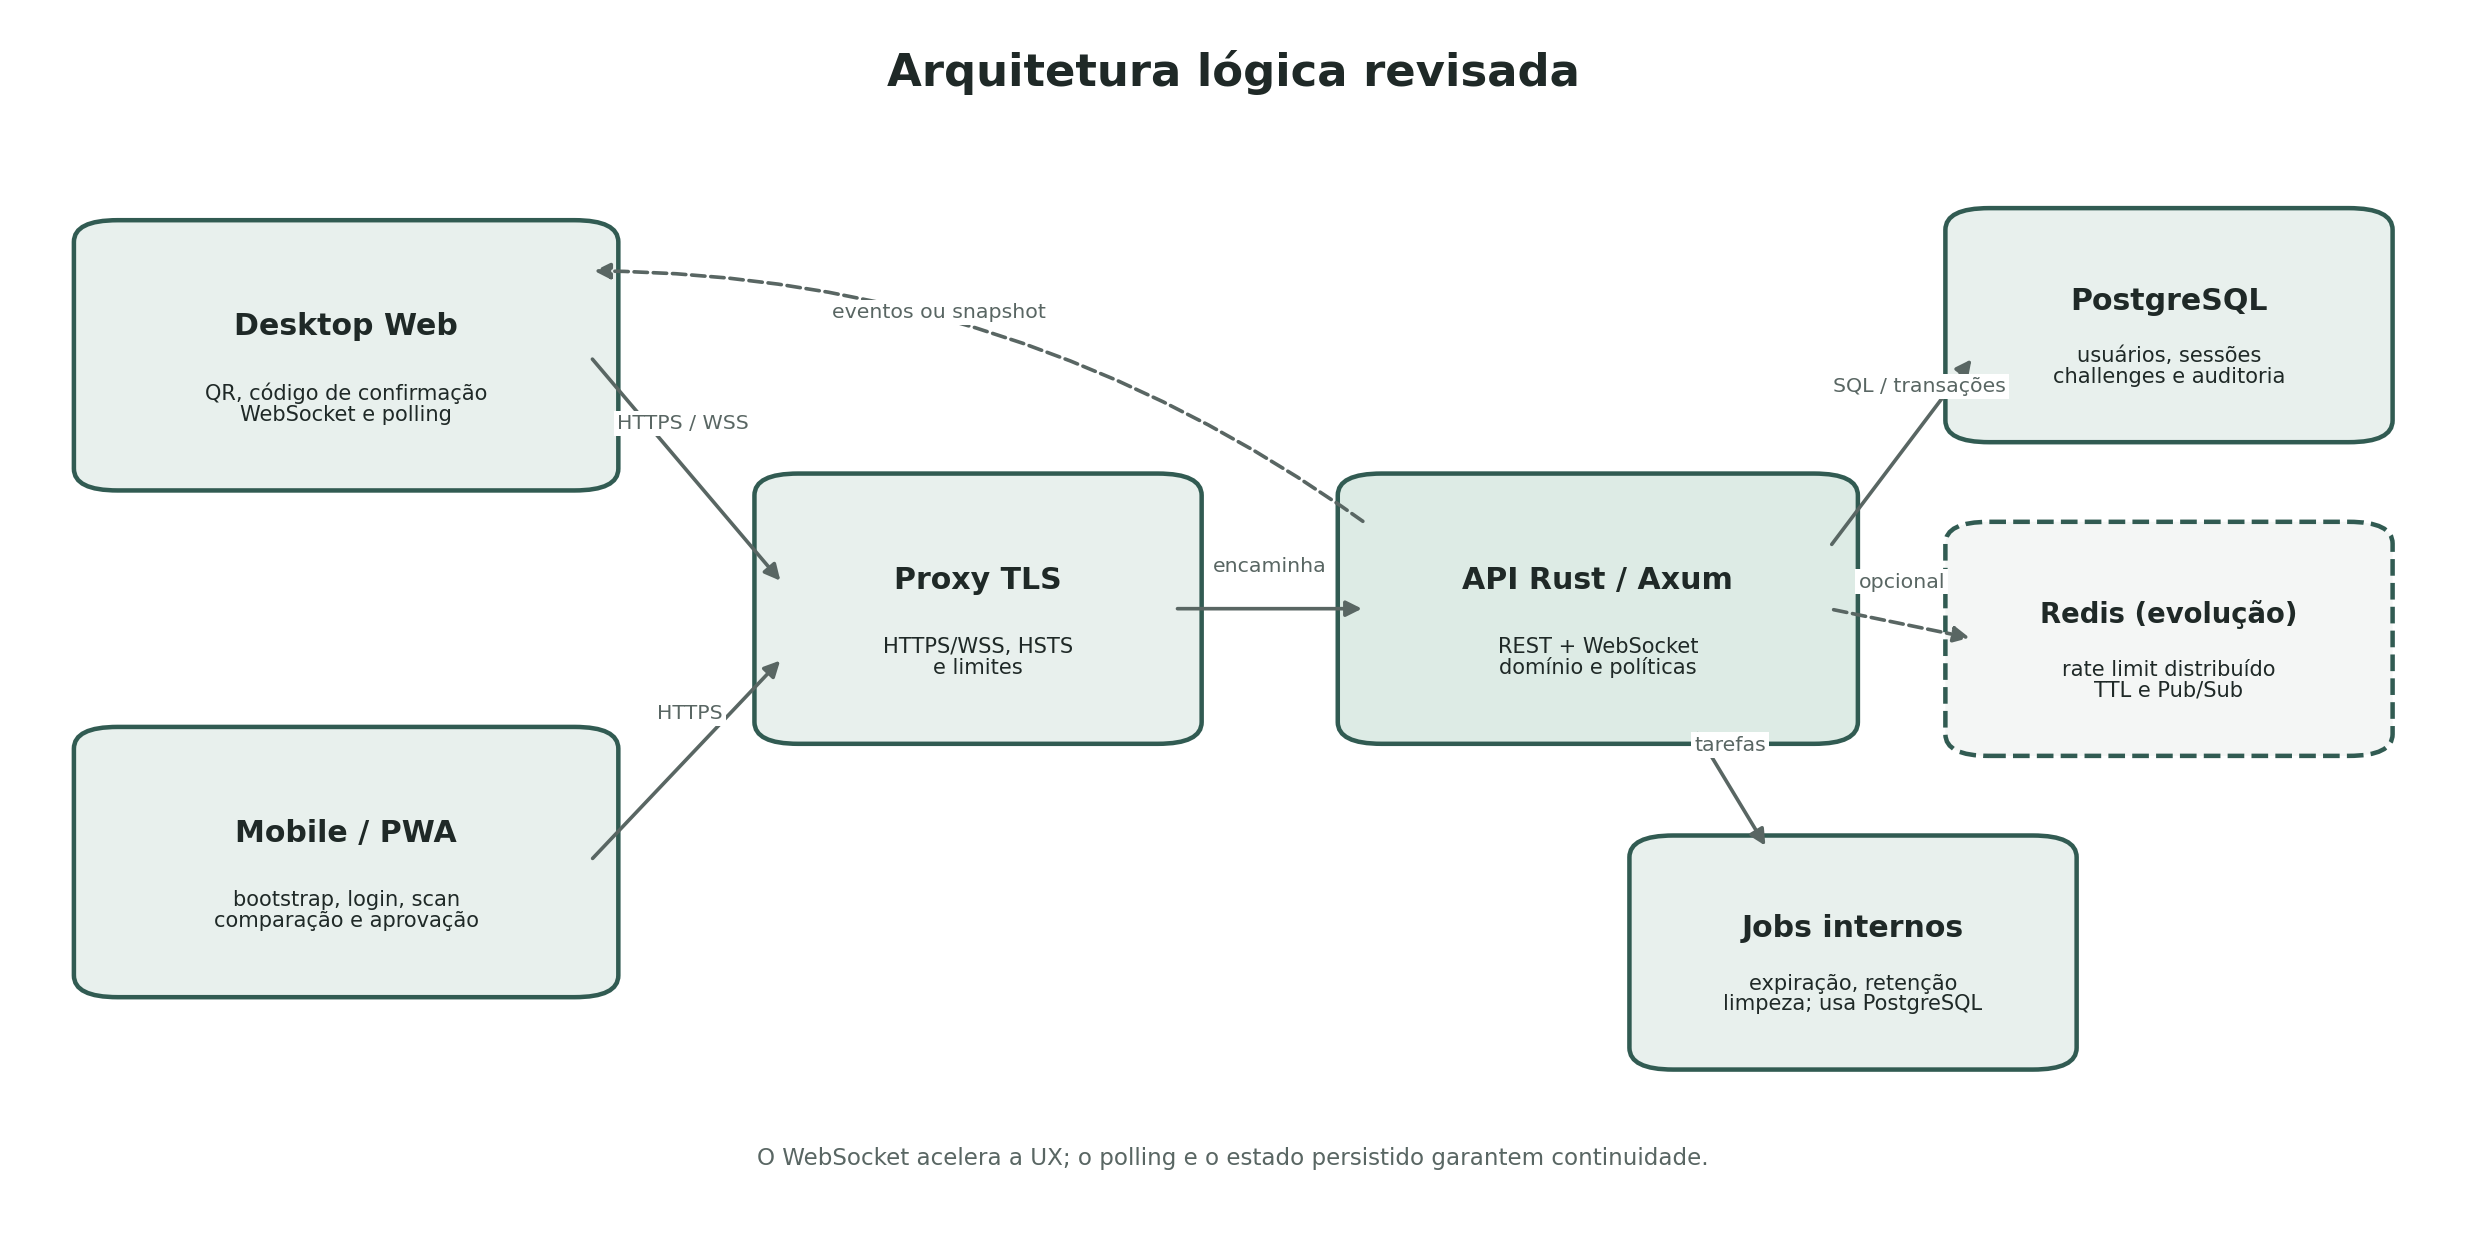 Arquitetura lógica revisada
Desktop Web
QR, código de confirmação
WebSocket e polling
eventos ou snapshot
HTTPS / WSS
PostgreSQL
usuários, sessões
challenges e auditoria
SQL / transações
Proxy TLS
HTTPS/WSS, HSTS
e limites
encaminha
API Rust / Axum
REST + WebSocket
domínio e políticas
opcional
Redis (evolução)
rate limit distribuído
TTL e Pub/Sub
HTTPS
tarefas
Mobile / PWA
bootstrap, login, scan
comparação e aprovação
Jobs internos
expiração, retenção
limpeza; usa PostgreSQL
O WebSocket acelera a UX; o polling e o estado persistido garantem continuidade.